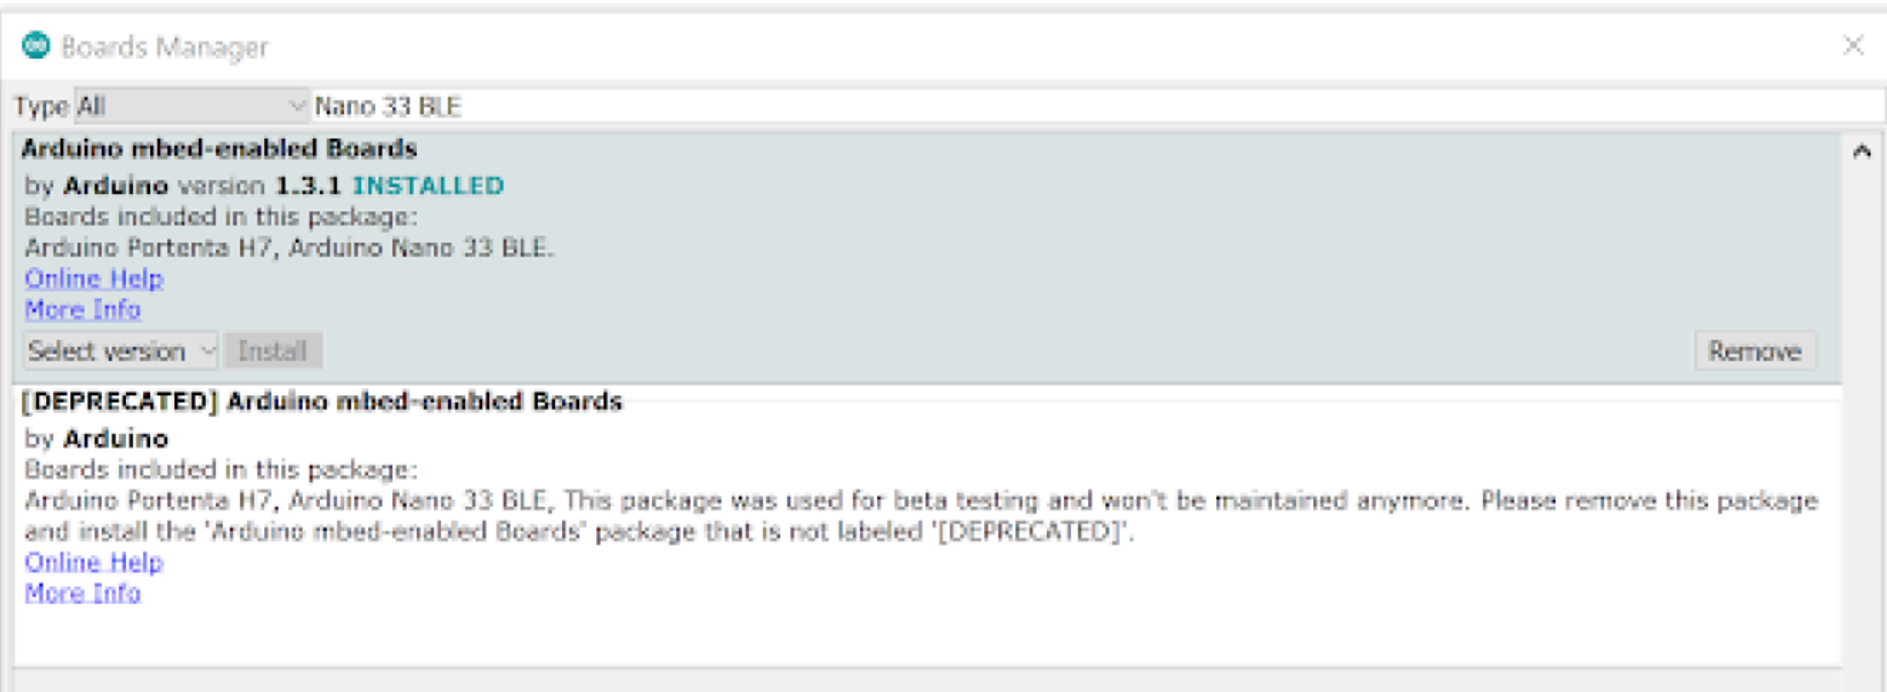 Boards Manager
Type All Nano 33 BLE
Arduino mbed-enabled Boards
by Arduino version 1.3.1 INSTALLED
Boards included in this package:
Arduino Portenta H7, Arduino Nano 33 BLE.
Online Help
More Info
Select version Install Remove
[DEPRECATED] Arduino mbed-enabled Boards
by Arduino
Boards included in this package:
Arduino Portenta H7, Arduino Nano 33 BLE, This package was used for beta testing and won't be maintained anymore. Please remove this package
and install the 'Arduino mbed-enabled Boards' package that is not labeled '[DEPRECATED]'.
Online Help
More Info